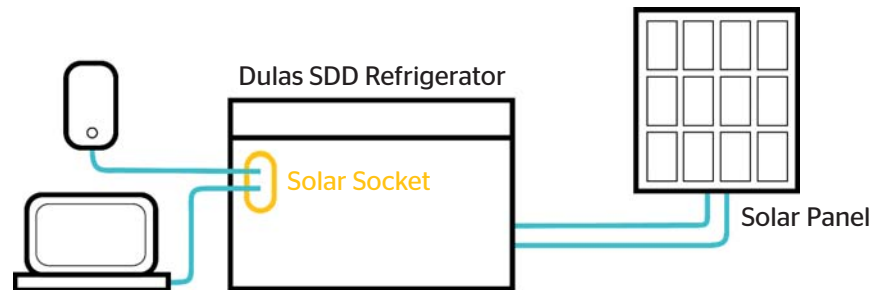 Dulas SDD Refrigerator
Solar Socket
Solar Panel